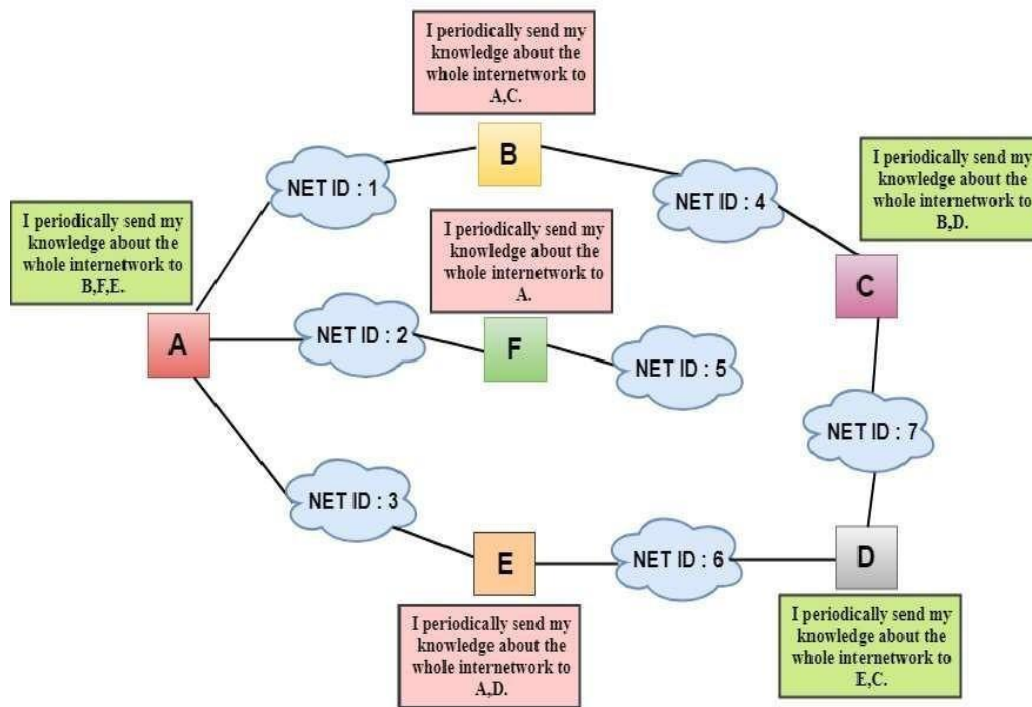 I periodically send my
knowledge about the
whole internetwork to
A,C.
B
NET ID : 1
NET ID : 4
I periodically send my
knowledge about the
whole internetwork to
B,D.
I periodically send my
knowledge about the
whole internetwork to
B,F,E.
I periodically send my
knowledge about the
whole internetwork to
A.
C
A
NET ID : 2
F
NET ID : 5
NET ID : 7
NET ID : 3
E
NET ID : 6
D
I periodically send my
knowledge about the
whole internetwork to
A,D.
I periodically send my
knowledge about the
whole internetwork to
E,C.